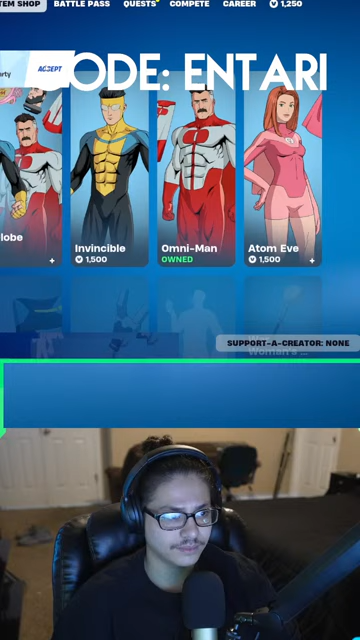 TEM SHOP BATTLE PASS QUESTS COMPETE CAREER 1,250
arty ACCEPT
ODE: ENTARI
lobe
Invincible
1,500
Omni-Man
OWNED
Atom Eve
1,500
SUPPORT-A-CREATOR: NONE